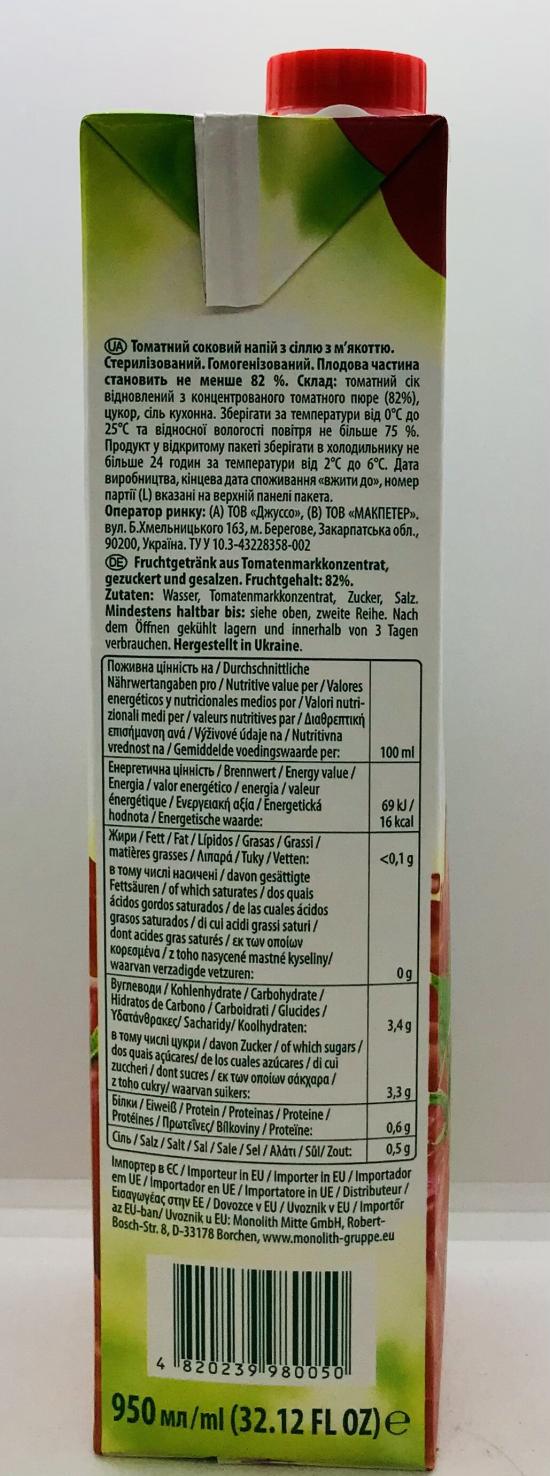 UA Томатний соковий напій з сіллю з м'якоттю.
Стерилізований. Гомогенізований. Плодова частина
становить не менше 82 %. Склад: томатний сік
відновлений з концентрованого томатного пюре (82%),
цукор, сіль кухонна. Зберігати за температури від 0°С до
25°С та відносної вологості повітря не більше 75 %.
Продукт у відкритому пакеті зберігати в холодильнику не
більше 24 годин за температури від 2°С до 6°С. Дата
виробництва, кінцева дата споживання «вжити до», номер
партії (L) вказані на верхній панелі пакета.
Оператор ринку: (А) ТОВ «Джуссо», (В) ТОВ «МАКПЕТЕР».
вул. Б.Хмельницького 163, м. Берегове, Закарпатська обл.,
90200, Україна. ТУ У 10.3-43228358-002
DE Fruchtgetränk aus Tomatenmarkkonzentrat,
gezuckert und gesalzen. Fruchtgehalt: 82%.
Zutaten: Wasser, Tomatenmarkkonzentrat, Zucker, Salz.
Mindestens haltbar bis: siehe oben, zweite Reihe. Nach
dem Öffnen gekühlt lagern und innerhalb von 3 Tagen
verbrauchen. Hergestellt in Ukraine.
Поживна цінність на / Durchschnittliche
Nährwertangaben pro / Nutritive value per / Valores
energéticos y nutricionales medios por / Valori nutri-
zionali medi per / valeurs nutritives par / Διαθρεπτική
επισήμανση ανά / Výživové údaje na / Nutritivna
vrednost na / Gemiddelde voedingswaarde per: 100 ml
Енергетична цінність / Brennwert / Energy value /
Energia / valor energético / energia / valeur
énergétique / Ενεργειακή αξία / Energetická
hodnota / Energetische waarde: 69 kJ / 16 kcal
Жири / Fett / Fat / Lípidos / Grasas / Grassi /
matières grasses / Λιπαρά / Tuky / Vetten: <0,1 g
в тому числі насичені / davon gesättigte
Fettsäuren / of which saturates / dos quais
ácidos gordos saturados / de las cuales ácidos
grasos saturados / di cui acidi grassi saturi /
dont acides gras saturés / εκ των οποίων
κορεσμένα / z toho nasycené mastné kyseliny/
waarvan verzadigde vetzuren: 0 g
Вуглеводи / Kohlenhydrate / Carbohydrate /
Hidratos de Carbono / Carboidrati / Glucides /
Υδατάνθρακες/ Sacharidy/ Koolhydraten: 3,4 g
в тому числі цукри / davon Zucker / of which sugars /
dos quais açúcares/ de los cuales azúcares / di cui
zuccheri / dont sucres / εκ των οποίων σάκχαρα /
z toho cukry/ waarvan suikers: 3,3 g
Білки / Eiweiß / Protein / Proteínas / Proteine /
Protéines / Πρωτεΐνες/ Bílkoviny / Proteïne: 0,6 g
Сіль / Salz / Salt / Sal / Sale / Sel / Αλάτι / Sůl/ Zout: 0,5 g
Імпортер в ЄС / Importeur in EU / Importer in EU / Importador
em UE / Importador en UE / Importatore in UE / Distributeur /
Εισαγωγέας στην ΕΕ / Dovozce v EU / Uvoznik v EU / Importőr
az EU-ban/ Uvoznik u EU: Monolith Mitte GmbH, Robert-
Bosch-Str. 8, D-33178 Borchen, www.monolith-gruppe.eu
4 820239 980050
950 мл/ml (32.12 FL OZ) e